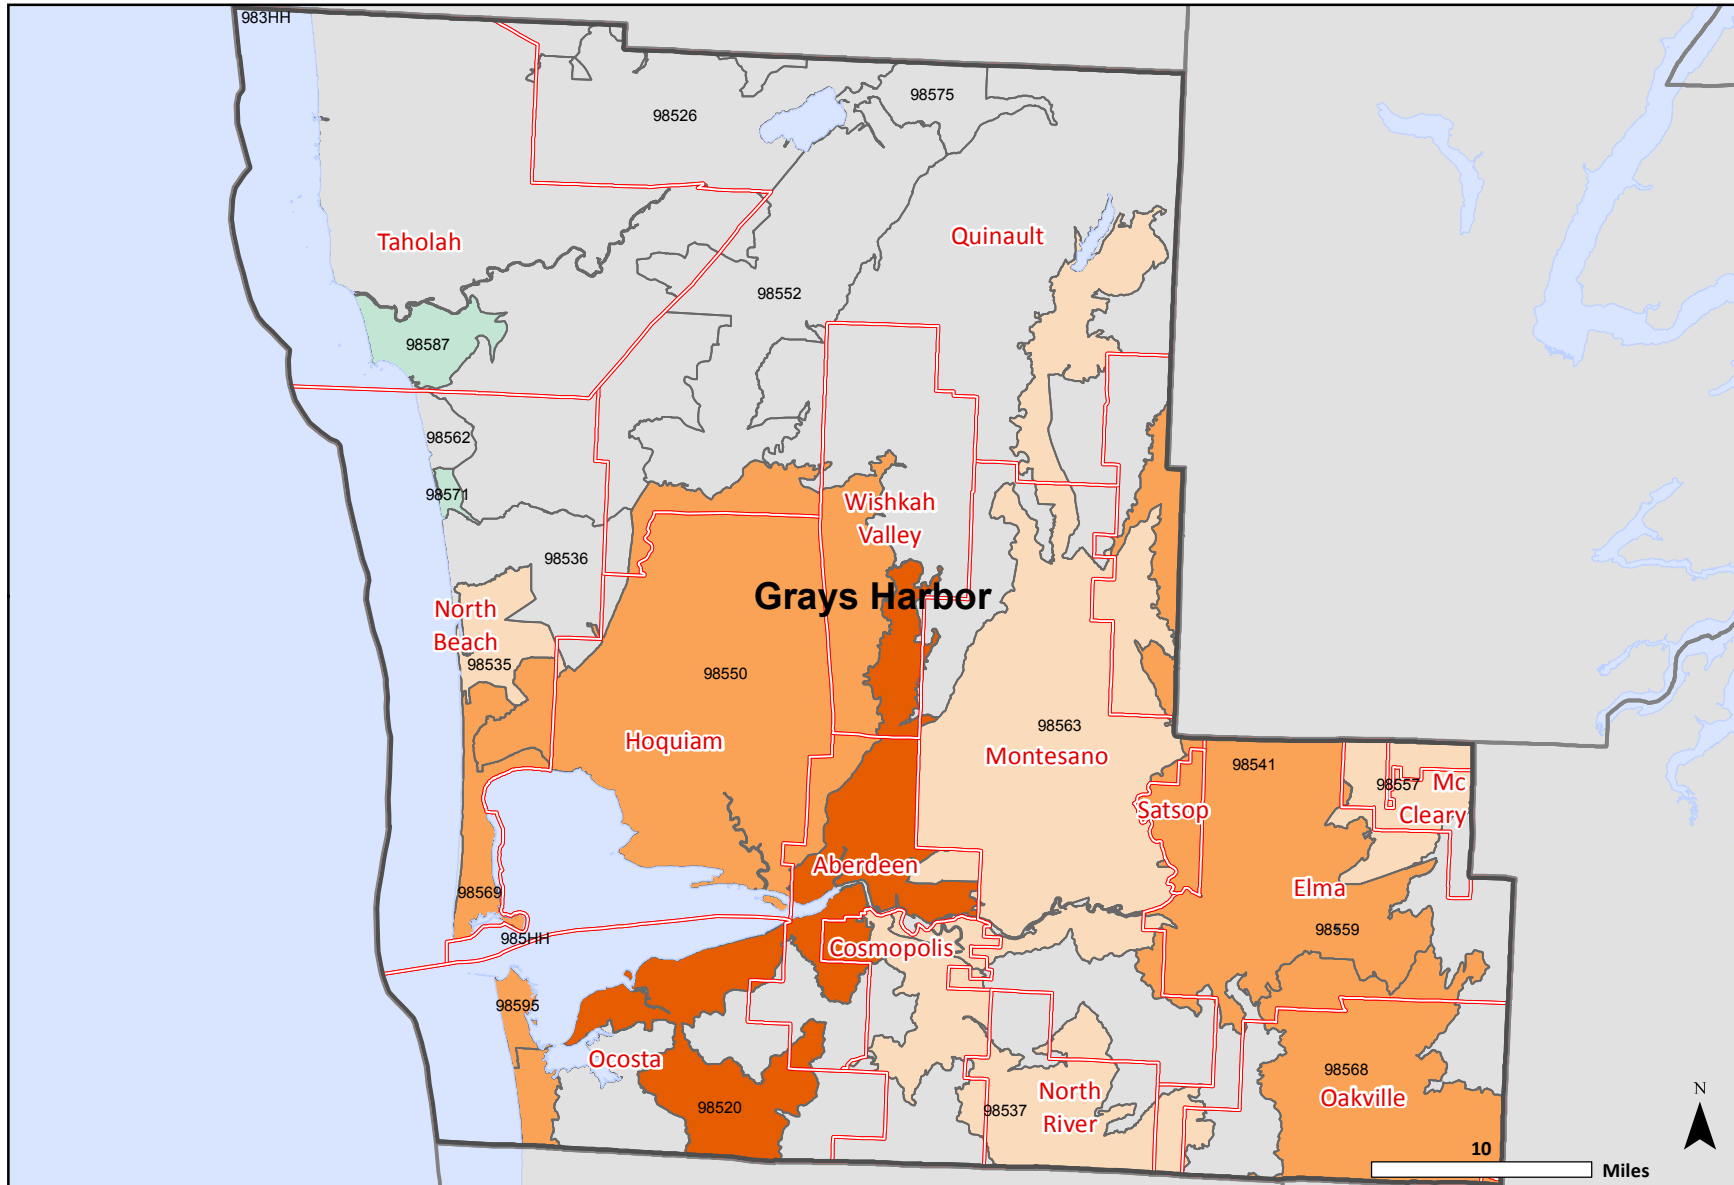 983HH
98575
98526
Taholah
Quinault
98552
98587
98562
98571
Wishkah
Valley
98536
Grays Harbor
North
Beach
98535
98550
98563
Hoquiam
Montesano
98541
98557
Mc
Cleary
Satsop
Aberdeen
Elma
98569
98559
985HH
Cosmopolis
98595
Ocosta
98568
Oakville
North
River
98537
98520
N
10
Miles